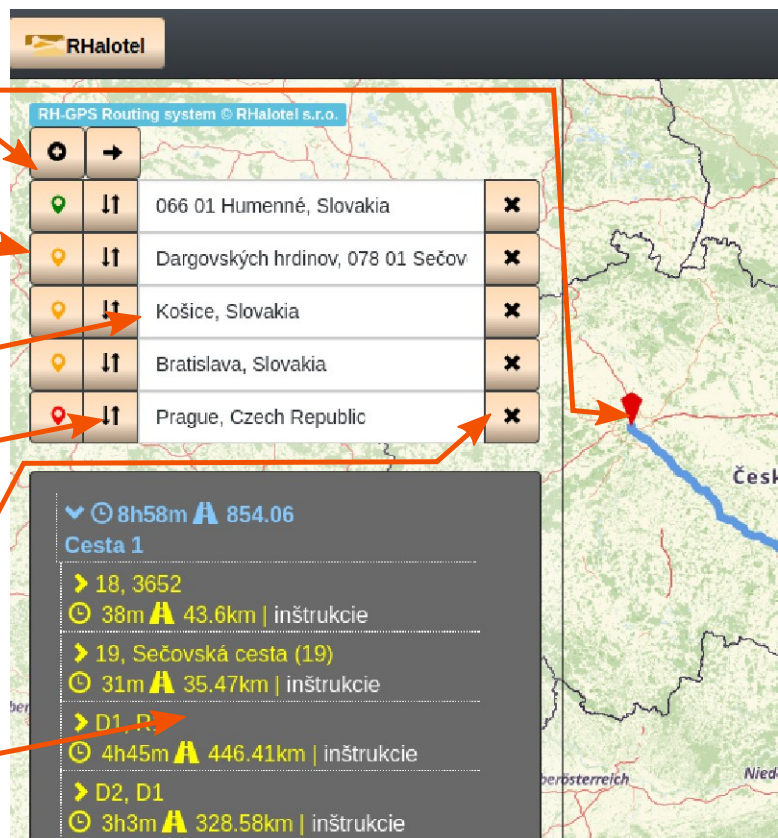 RHalotel
RH-GPS Routing system © RHalotel s.r.o.
066 01 Humenné, Slovakia
Dargovských hrdinov, 078 01 Sečov
Košice, Slovakia
Bratislava, Slovakia
Prague, Czech Republic
Česk
8h58m 854.06
Cesta 1
18, 3652
38m 43.6km | inštrukcie
19, Sečovská cesta (19)
31m 35.47km | inštrukcie
D1,
4h45m 446.41km | inštrukcie
berösterreich
Niede
D2, D1
3h3m 328.58km | inštrukcie